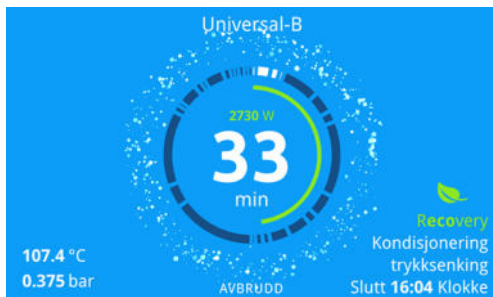 Universal-B
2730 W
33
min
Recovery
Kondisjonering
trykksenking
Slutt 16:04 Klokke
107.4 °C
0.375 bar
AVBRUDD